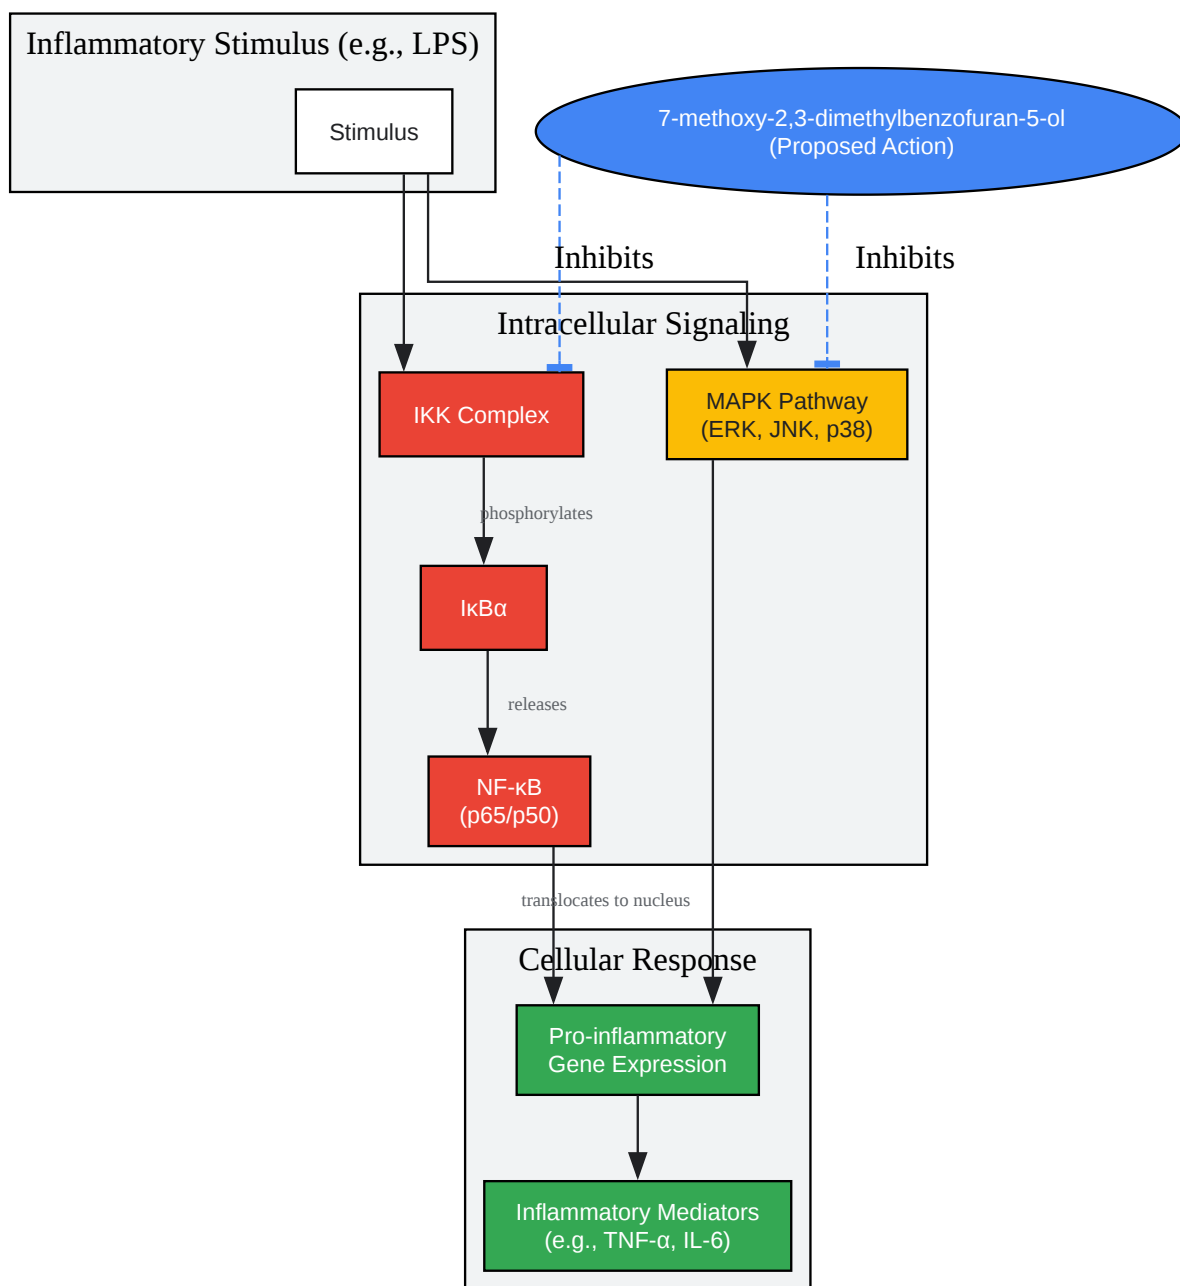 Inflammatory Stimulus (e.g., LPS)
Stimulus
7-methoxy-2,3-dimethylbenzofuran-5-ol
(Proposed Action)
Inhibits
Inhibits
Intracellular Signaling
IKK Complex
MAPK Pathway
(ERK, JNK, p38)
phosphorylates
IκBα
releases
NF-κB
(p65/p50)
translocates to nucleus
Cellular Response
Pro-inflammatory
Gene Expression
Inflammatory Mediators
(e.g., TNF-α, IL-6)